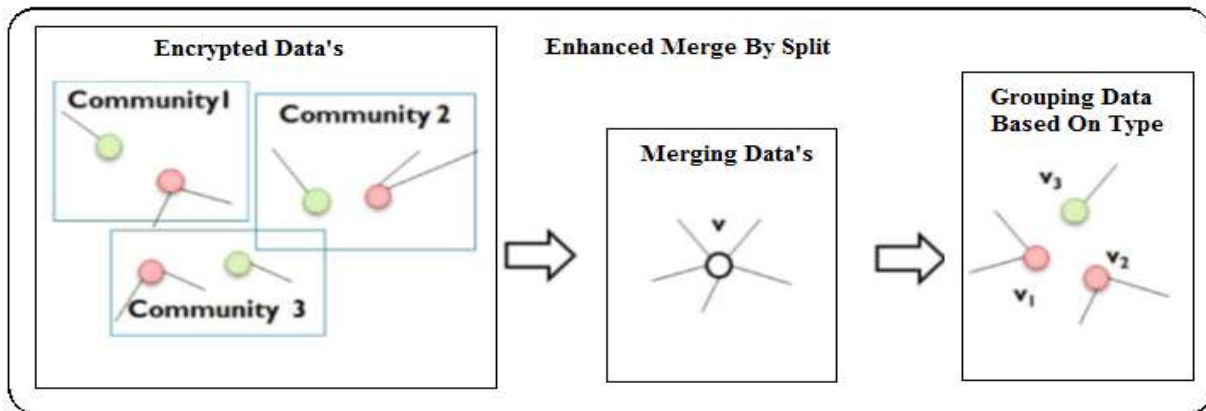 Encrypted Data's
Enhanced Merge By Split
Community1
Community 2
Community 3
Merging Data's
v
Grouping Data
Based On Type
v3
v2
v1